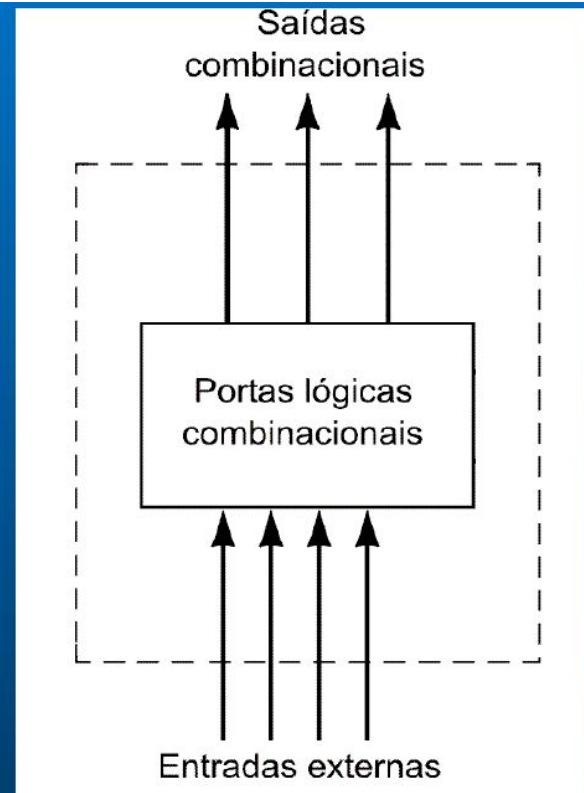 Saídas
combinacionais
Portas lógicas
combinacionais
Entradas externas